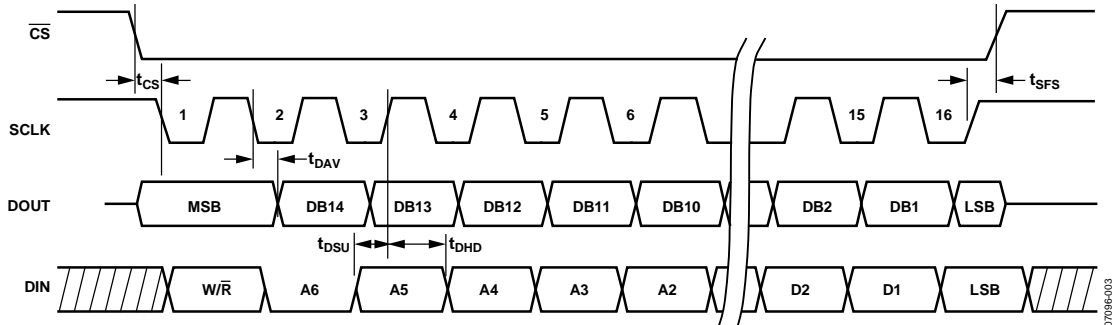 CS
tCS
tSFS
SCLK
1 2 3 4 5 6 15 16
tDAV
DOUT
MSB DB14 DB13 DB12 DB11 DB10 DB2 DB1 LSB
tDSU tDHD
DIN
W/R A6 A5 A4 A3 A2 D2 D1 LSB
07096-003